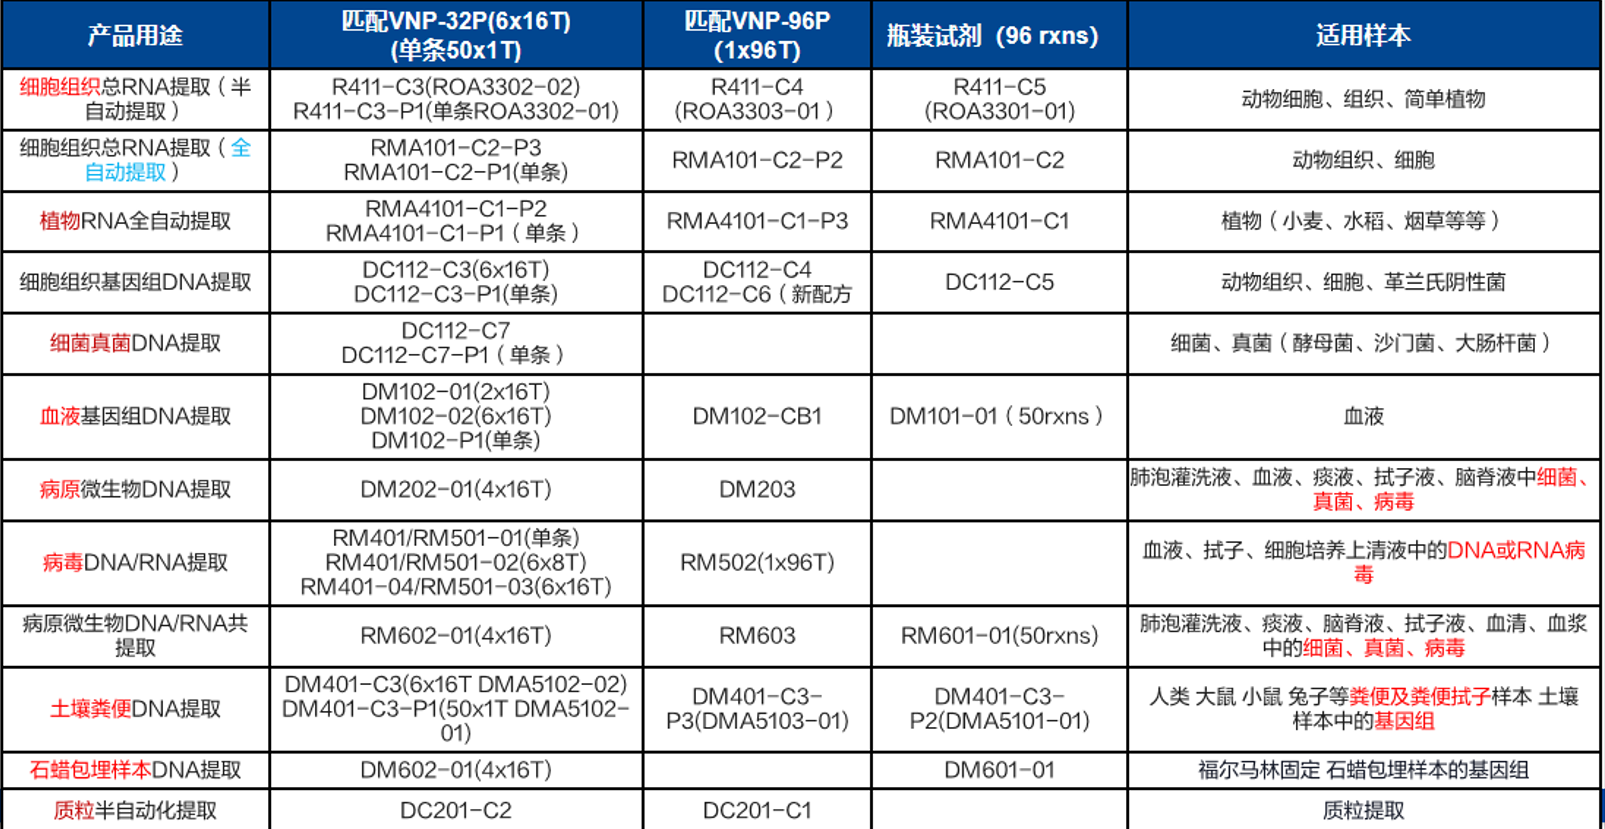 产品用途
匹配VNP-32P(6x16T)
(单条50x1T)
匹配VNP-96P
(1x96T)
瓶装试剂（96 rxns）
适用样本
细胞组织总RNA提取（半
自动提取）
R411-C3(ROA3302-02)
R411-C3-P1(单条ROA3302-01)
R411-C4
(ROA3303-01）
R411-C5
(ROA3301-01)
动物细胞、组织、简单植物
细胞组织总RNA提取（全
自动提取）
RMA101-C2-P3
RMA101-C2-P1(单条)
RMA101-C2-P2
RMA101-C2
动物组织、细胞
植物RNA全自动提取
RMA4101-C1-P2
RMA4101-C1-P1（单条）
RMA4101-C1-P3
RMA4101-C1
植物（小麦、水稻、烟草等等）
细胞组织基因组DNA提取
DC112-C3(6x16T)
DC112-C3-P1(单条)
DC112-C4
DC112-C6（新配方
DC112-C5
动物组织、细胞、革兰氏阴性菌
细菌真菌DNA提取
DC112-C7
DC112-C7-P1（单条）
细菌、真菌（酵母菌、沙门菌、大肠杆菌）
血液基因组DNA提取
DM102-01(2x16T)
DM102-02(6x16T)
DM102-P1(单条)
DM102-CB1
DM101-01（50rxns）
血液
病原微生物DNA提取
DM202-01(4x16T)
DM203
肺泡灌洗液、血液、痰液、拭子液、脑脊液中细菌、
真菌、病毒
病毒DNA/RNA提取
RM401/RM501-01(单条)
RM401/RM501-02(6x8T)
RM401-04/RM501-03(6x16T)
RM502(1x96T)
血液、拭子、细胞培养上清液中的DNA或RNA病
毒
病原微生物DNA/RNA共
提取
RM602-01(4x16T)
RM603
RM601-01(50rxns)
肺泡灌洗液、痰液、脑脊液、拭子液、血清、血浆
中的细菌、真菌、病毒
土壤粪便DNA提取
DM401-C3(6x16T DMA5102-02)
DM401-C3-P1(50x1T DMA5102-
01)
DM401-C3-
P3(DMA5103-01)
DM401-C3-
P2(DMA5101-01)
人类 大鼠 小鼠 兔子等粪便及粪便拭子样本 土壤
样本中的基因组
石蜡包埋样本DNA提取
DM602-01(4x16T)
DM601-01
福尔马林固定 石蜡包埋样本的基因组
质粒半自动化提取
DC201-C2
DC201-C1
质粒提取